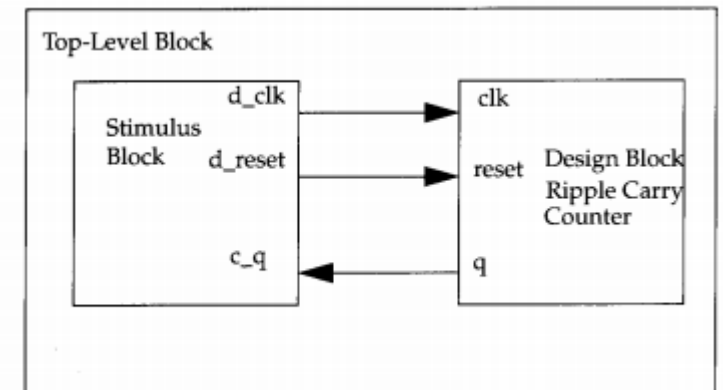 Top-Level Block
d_clk
Stimulus
Block
d_reset
c_q
clk
reset
Design Block
Ripple Carry
Counter
q